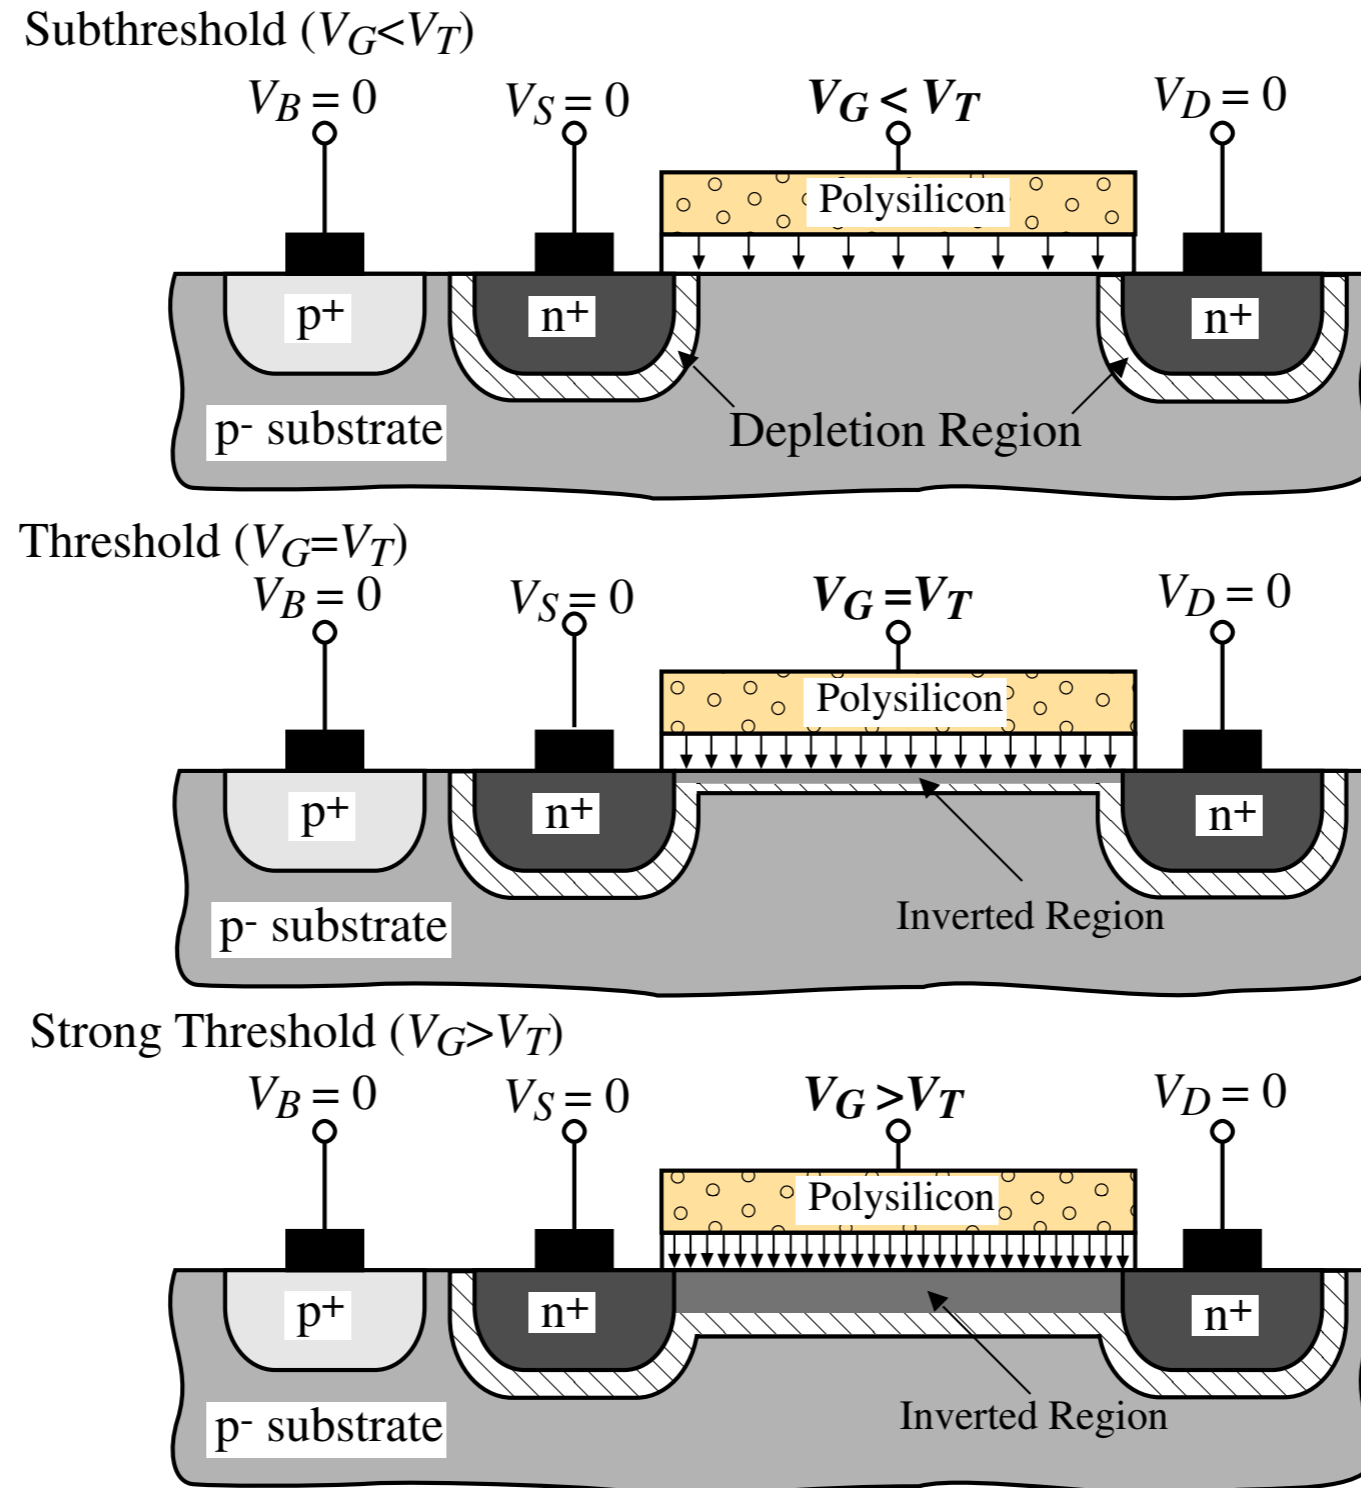 Subthreshold (VG<VT)
VB = 0 VS = 0 VG < VT VD = 0
Polysilicon
p+ n+ n+
p- substrate Depletion Region
Threshold (VG=VT)
VB = 0 VS = 0 VG =VT VD = 0
Polysilicon
p+ n+ n+
Inverted Region
p- substrate
Strong Threshold (VG>VT)
VB = 0 VS = 0 VG >VT VD = 0
Polysilicon
p+ n+ n+
Inverted Region
p- substrate